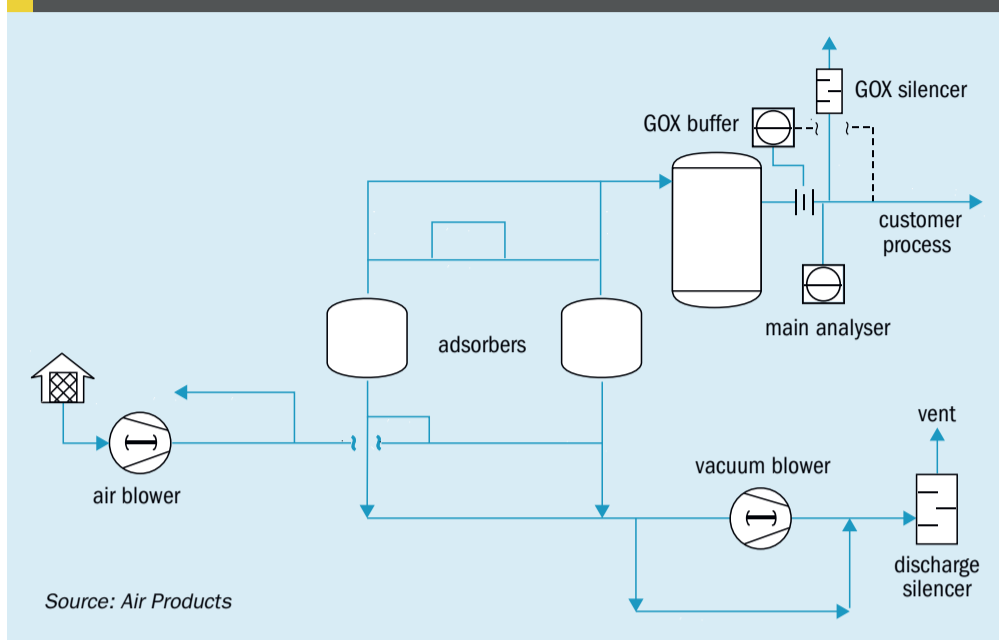 GOX silencer
GOX buffer
customer
process
main analyser
adsorbers
air blower
vacuum blower
vent
discharge
silencer
Source: Air Products